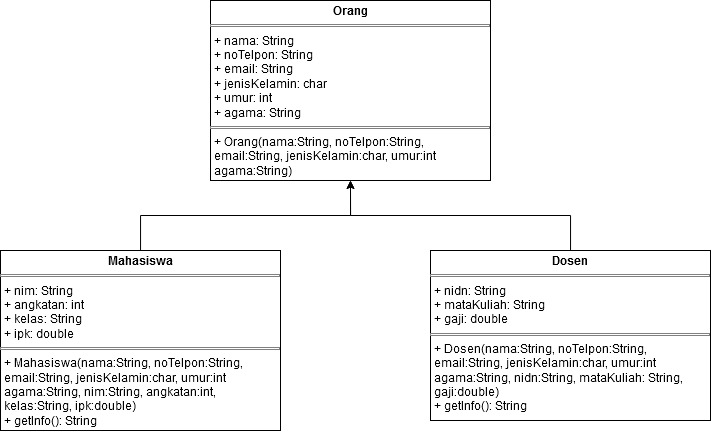 Orang
+ nama: String
+ noTelpon: String
+ email: String
+ jenisKelamin: char
+ umur: int
+ agama: String
+ Orang(nama:String, noTelpon:String,
email:String, jenisKelamin:char, umur:int
agama:String)
Mahasiswa
+ nim: String
+ angkatan: int
+ kelas: String
+ ipk: double
+ Mahasiswa(nama:String, noTelpon:String,
email:String, jenisKelamin:char, umur:int
agama:String, nim:String, angkatan:int,
kelas:String, ipk:double)
+ getInfo(): String
Dosen
+ nidn: String
+ mataKuliah: String
+ gaji: double
+ Dosen(nama:String, noTelpon:String,
email:String, jenisKelamin:char, umur:int
agama:String, nidn:String, mataKuliah: String,
gaji:double)
+ getInfo(): String